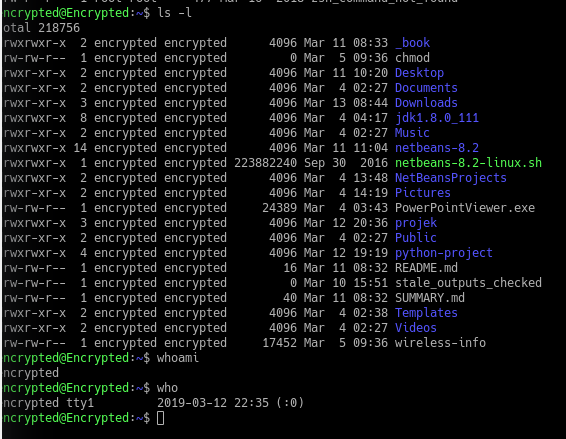 ncrypted@Encrypted:~$ ls -l
otal 218756
rwxrwxr-x 2 encrypted encrypted 4096 Mar 11 08:33 _book
rw-rw-r-- 1 encrypted encrypted 0 Mar 5 09:36 chmod
rwxr-xr-x 2 encrypted encrypted 4096 Mar 11 10:20 Desktop
rwxr-xr-x 2 encrypted encrypted 4096 Mar 4 02:27 Documents
rwxr-xr-x 3 encrypted encrypted 4096 Mar 13 08:44 Downloads
rwxr-xr-x 8 encrypted encrypted 4096 Mar 4 04:17 jdk1.8.0_111
rwxr-xr-x 2 encrypted encrypted 4096 Mar 4 02:27 Music
rwxrwxr-x 14 encrypted encrypted 4096 Mar 11 11:04 netbeans-8.2
rwxrwxr-x 1 encrypted encrypted 223882240 Sep 30 2016 netbeans-8.2-linux.sh
rwxrwxr-x 2 encrypted encrypted 4096 Mar 4 13:48 NetBeansProjects
rwxr-xr-x 2 encrypted encrypted 4096 Mar 4 14:19 Pictures
rw-rw-r-- 1 encrypted encrypted 24389 Mar 4 03:43 PowerPointViewer.exe
rwxrwxr-x 3 encrypted encrypted 4096 Mar 12 20:36 projek
rwxr-xr-x 2 encrypted encrypted 4096 Mar 4 02:27 Public
rwxrwxr-x 4 encrypted encrypted 4096 Mar 12 19:19 python-project
rw-rw-r-- 1 encrypted encrypted 16 Mar 11 08:32 README.md
rw-rw-r-- 1 encrypted encrypted 0 Mar 10 15:51 stale_outputs_checked
rw-rw-r-- 1 encrypted encrypted 40 Mar 11 08:32 SUMMARY.md
rwxr-xr-x 2 encrypted encrypted 4096 Mar 4 02:38 Templates
rwxr-xr-x 2 encrypted encrypted 4096 Mar 4 02:27 Videos
rw-rw-r-- 1 encrypted encrypted 17452 Mar 5 09:36 wireless-info
ncrypted@Encrypted:~$ whoami
ncrypted
ncrypted@Encrypted:~$ who
encrypted tty1 2019-03-12 22:35 (:0)
ncrypted@Encrypted:~$